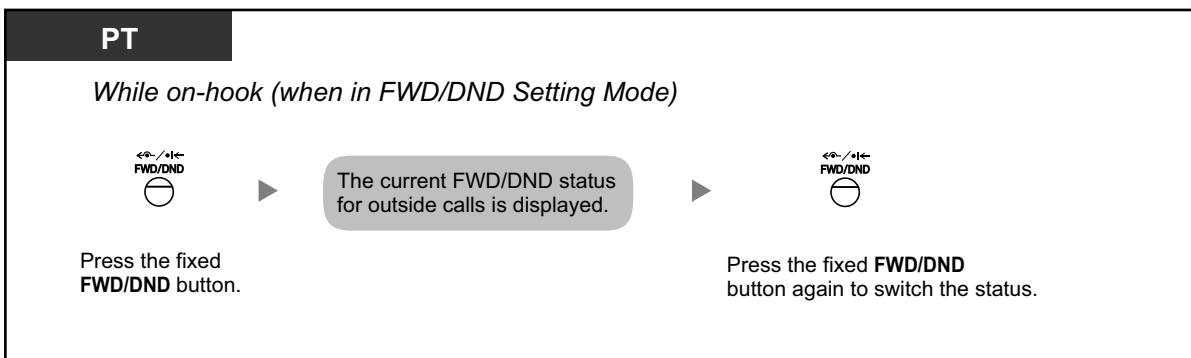 PT
While on-hook (when in FWD/DND Setting Mode)
FWD/DND
The current FWD/DND status
for outside calls is displayed.
FWD/DND
Press the fixed
FWD/DND button.
Press the fixed FWD/DND
button again to switch the status.